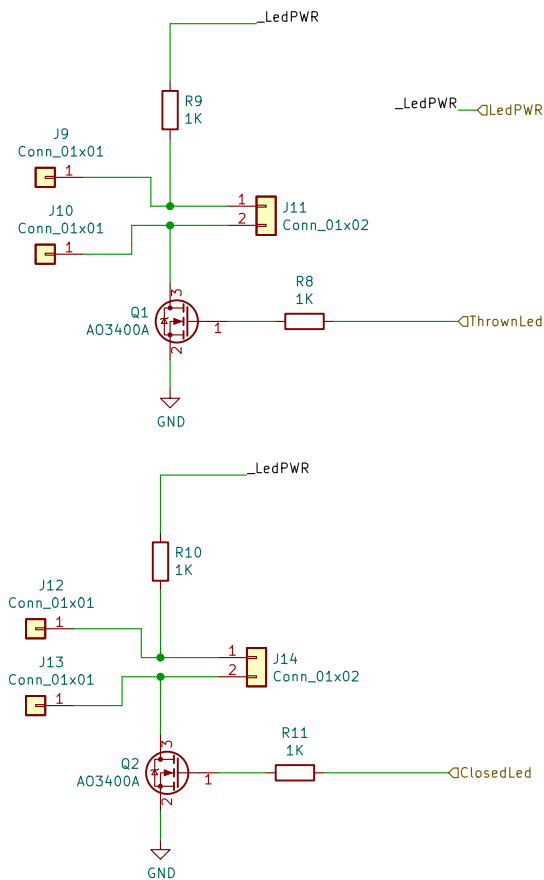 _LedPWR
R9
1K
_LedPWR
LedPWR
J9
Conn_01x01
1
1
2
J11
Conn_01x02
J10
Conn_01x01
1
R8
1K
3
Q1
AO3400A
1
ThrownLed
2
GND
_LedPWR
R10
1K
J12
Conn_01x01
1
1
2
J14
Conn_01x02
J13
Conn_01x01
1
R11
1K
3
Q2
AO3400A
1
ClosedLed
2
GND